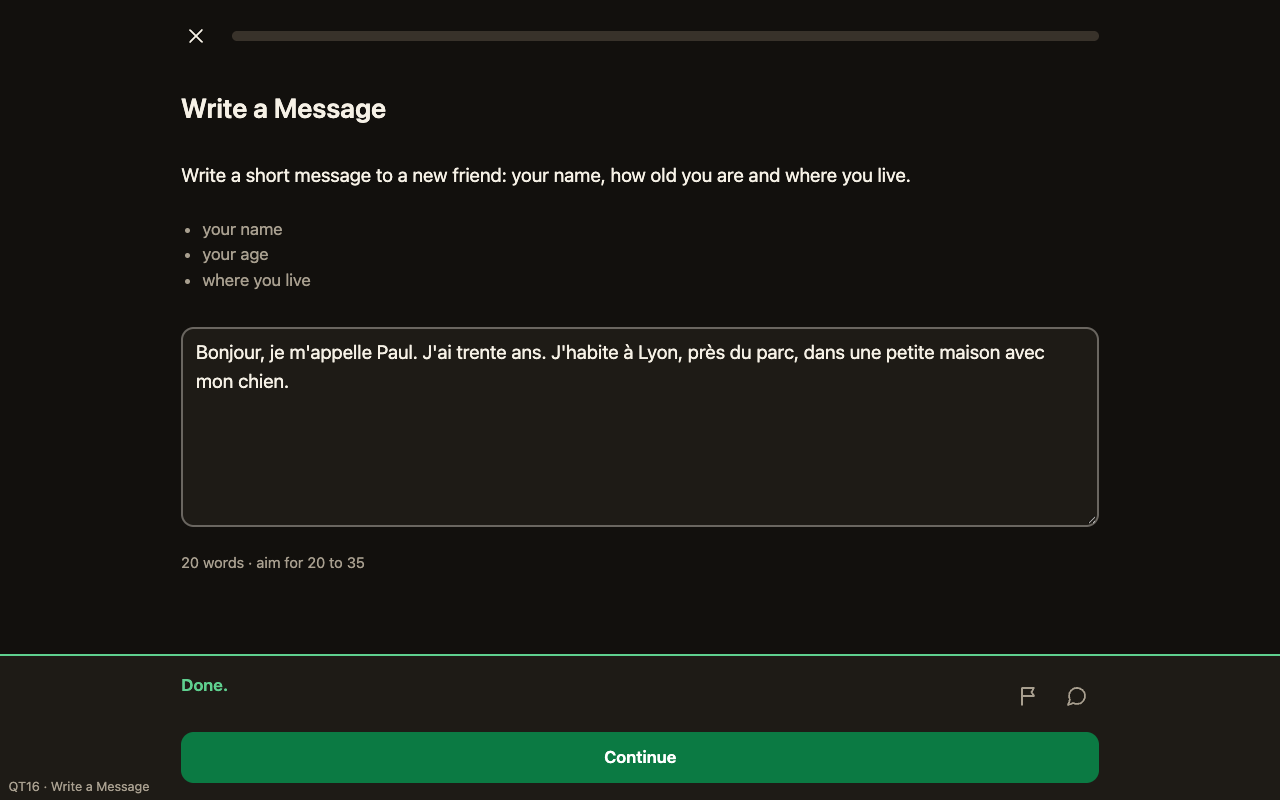 Write a Message
Write a short message to a new friend: your name, how old you are and where you live.
• your name
• your age
• where you live
Bonjour, je m'appelle Paul. J'ai trente ans. J'habite à Lyon, près du parc, dans une petite maison avec
mon chien.
20 words · aim for 20 to 35
Done.
Continue
QT16 · Write a Message